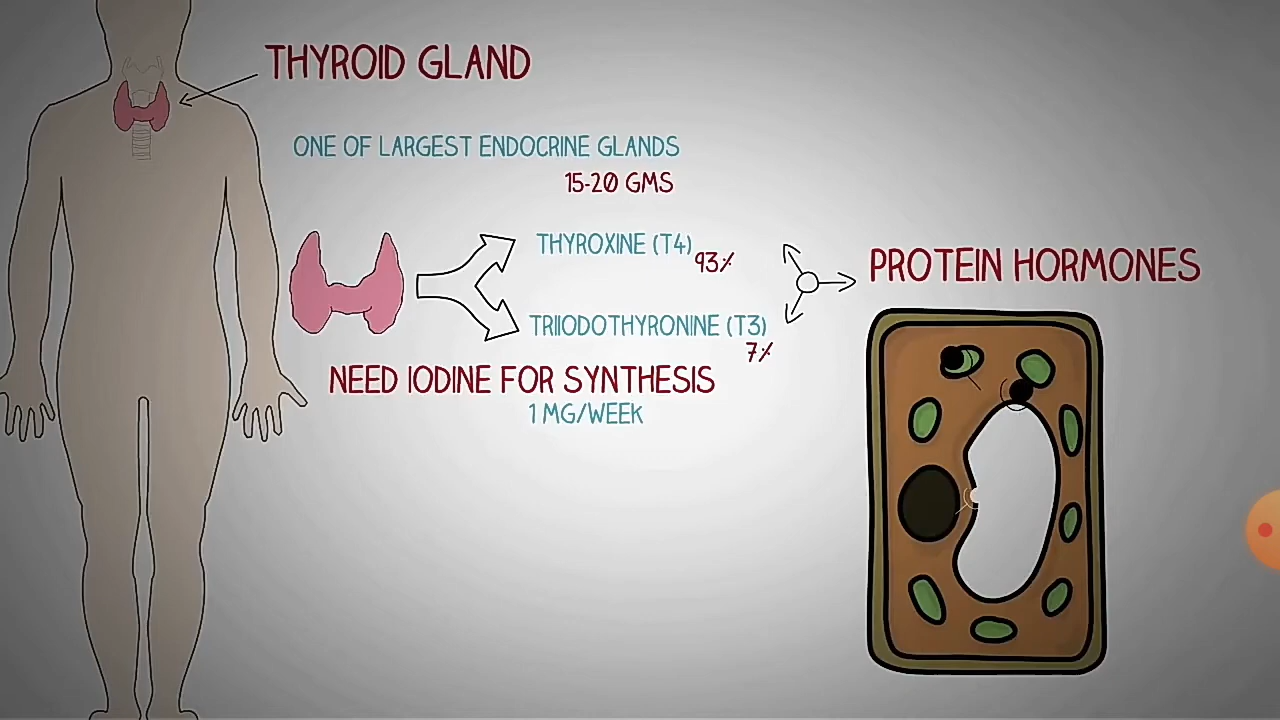 THYROID GLAND
ONE OF LARGEST ENDOCRINE GLANDS
15-20 GMS
THYROXINE (T4)
93%
PROTEIN HORMONES
TRIIODOTHYRONINE (T3)
7%
NEED IODINE FOR SYNTHESIS
1 MG/WEEK